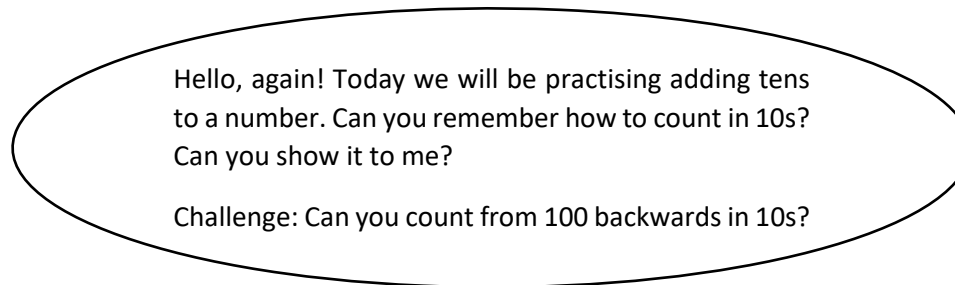 Hello, again! Today we will be practising adding tens
to a number. Can you remember how to count in 10s?
Can you show it to me?
Challenge: Can you count from 100 backwards in 10s?